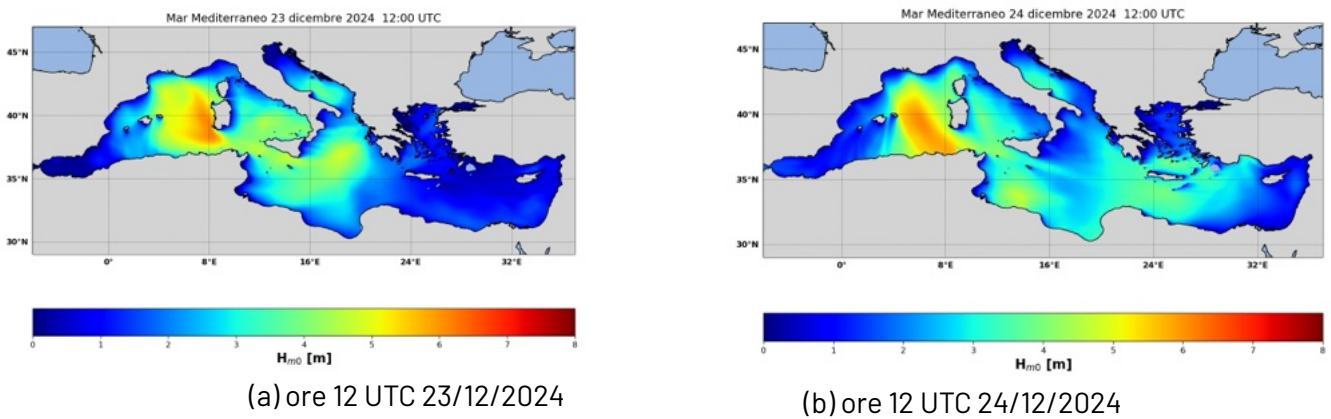 Mar Mediterraneo 23 dicembre 2024 12:00 UTC
45°N
40°N
35°N
30°N
0°
8°E
16°E
24°E
32°E
0 1 2 3 4 5 6 7 8
Hm0 [m]
(a) ore 12 UTC 23/12/2024
Mar Mediterraneo 24 dicembre 2024 12:00 UTC
45°N
40°N
35°N
30°N
0°
8°E
16°E
24°E
32°E
0 1 2 3 4 5 6 7 8
Hm0 [m]
(b) ore 12 UTC 24/12/2024